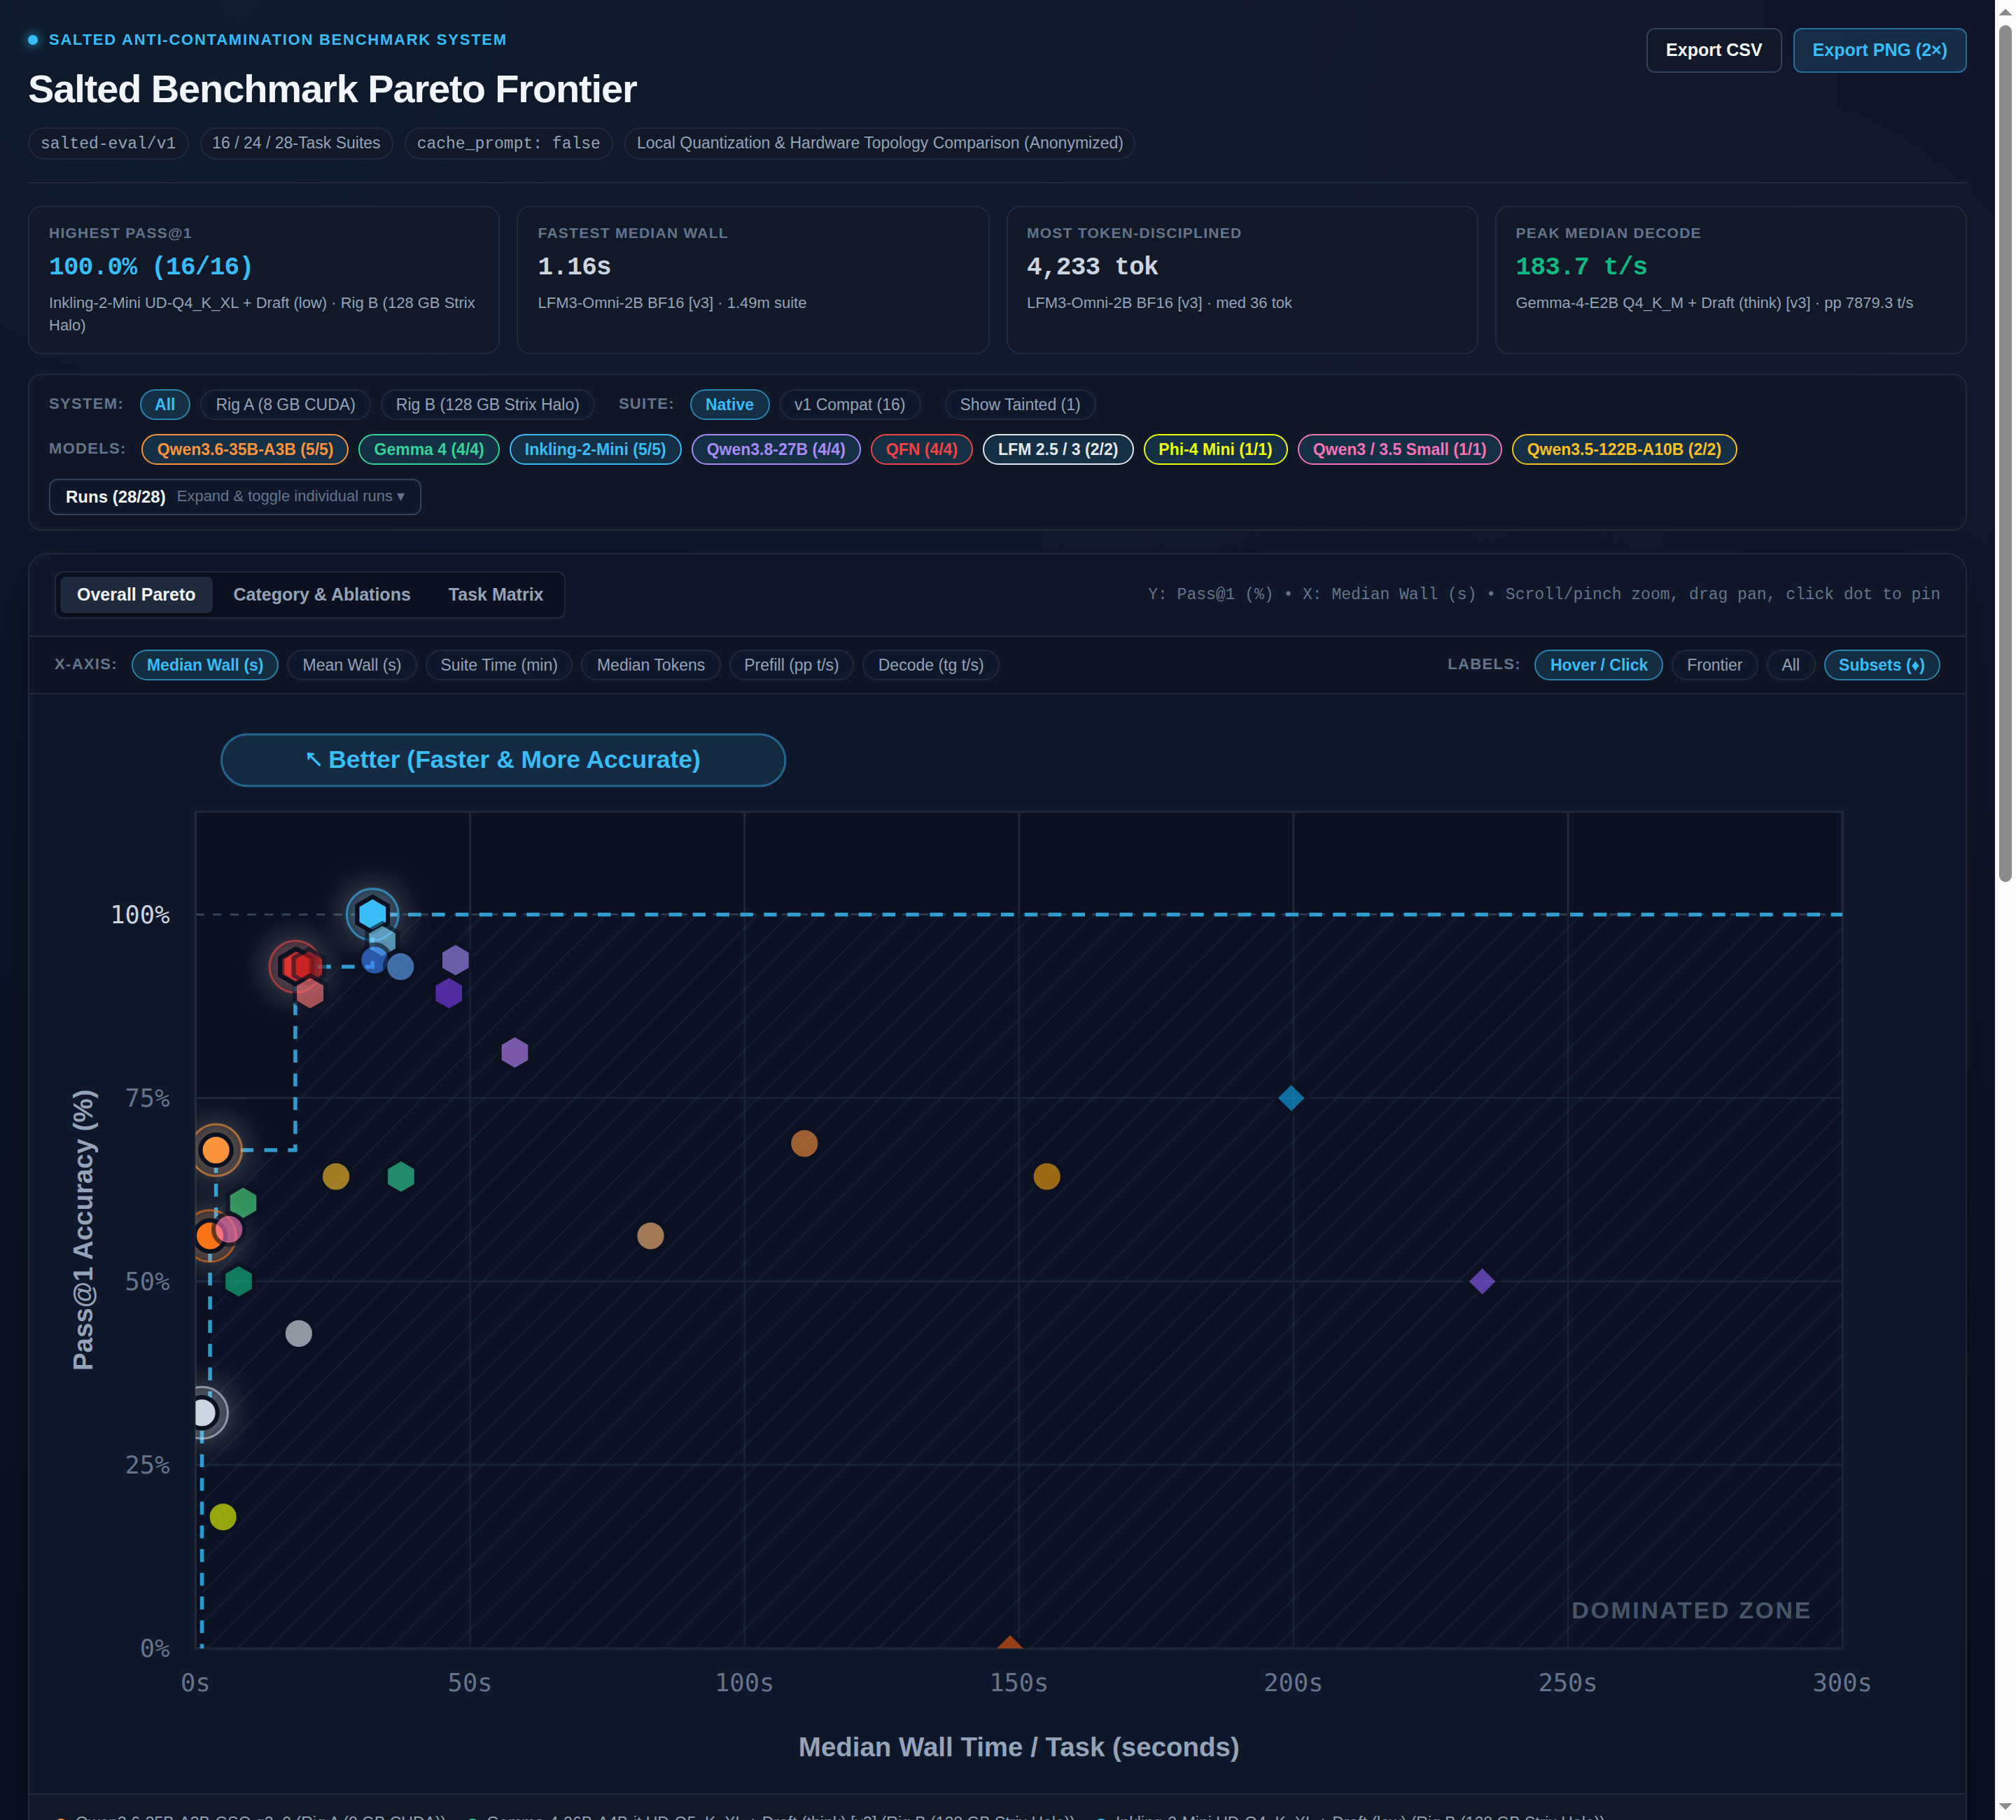 SALTED ANTI-CONTAMINATION BENCHMARK SYSTEM
Export CSV
Export PNG (2×)
Salted Benchmark Pareto Frontier
salted-eval/v1
16 / 24 / 28-Task Suites
cache_prompt: false
Local Quantization & Hardware Topology Comparison (Anonymized)
HIGHEST PASS@1
100.0% (16/16)
Inkling-2-Mini UD-Q4_K_XL + Draft (low) · Rig B (128 GB Strix
Halo)
FASTEST MEDIAN WALL
1.16s
LFM3-Omni-2B BF16 [v3] · 1.49m suite
MOST TOKEN-DISCIPLINED
4,233 tok
LFM3-Omni-2B BF16 [v3] · med 36 tok
PEAK MEDIAN DECODE
183.7 t/s
Gemma-4-E2B Q4_K_M + Draft (think) [v3] · pp 7879.3 t/s
SYSTEM: All Rig A (8 GB CUDA) Rig B (128 GB Strix Halo) SUITE: Native v1 Compat (16) Show Tainted (1)
MODELS: Qwen3.6-35B-A3B (5/5) Gemma 4 (4/4) Inkling-2-Mini (5/5) Qwen3.8-27B (4/4) QFN (4/4) LFM 2.5 / 3 (2/2) Phi-4 Mini (1/1) Qwen3 / 3.5 Small (1/1) Qwen3.5-122B-A10B (2/2)
Runs (28/28) Expand & toggle individual runs ▾
Overall Pareto Category & Ablations Task Matrix
Y: Pass@1 (%) • X: Median Wall (s) • Scroll/pinch zoom, drag pan, click dot to pin
X-AXIS: Median Wall (s) Mean Wall (s) Suite Time (min) Median Tokens Prefill (pp t/s) Decode (tg t/s)
LABELS: Hover / Click Frontier All Subsets (♦)
↖ Better (Faster & More Accurate)
100%
75%
50%
25%
0%
Pass@1 Accuracy (%)
DOMINATED ZONE
0s 50s 100s 150s 200s 250s 300s
Median Wall Time / Task (seconds)